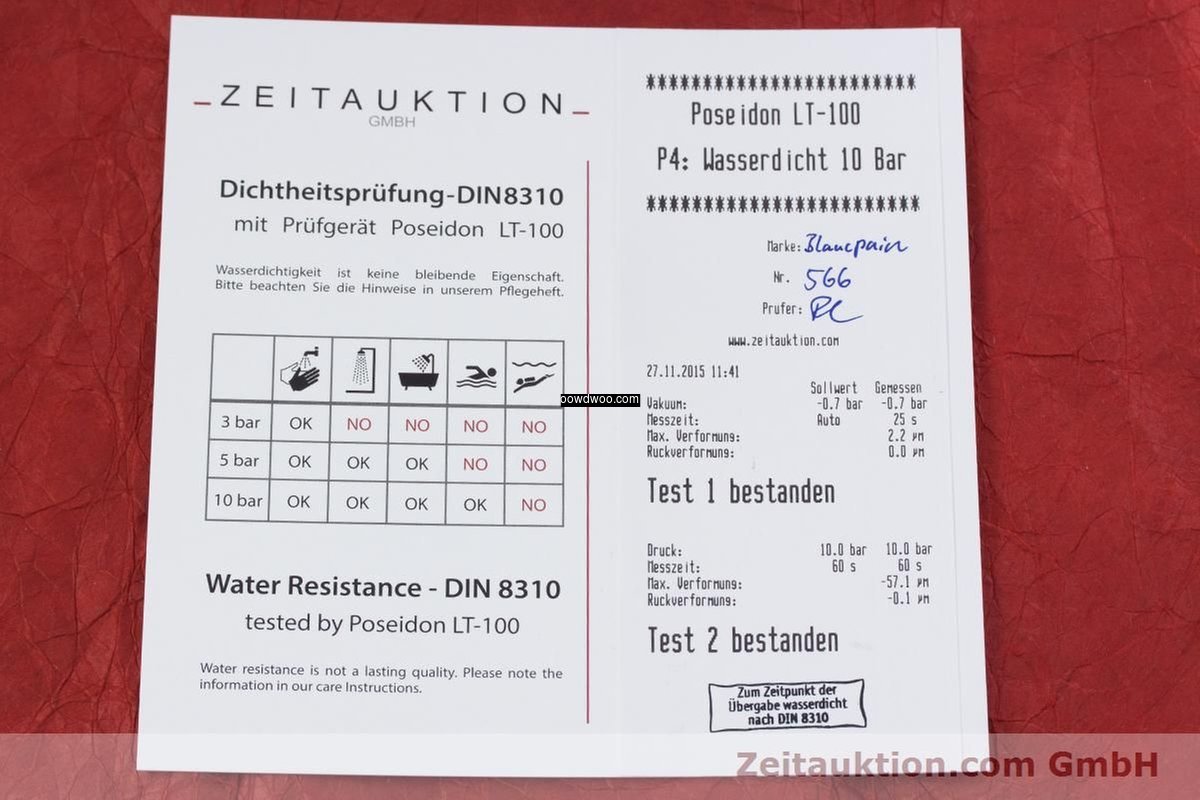 ZEITAUKTION
GMBH
Dichtheitsprüfung-DIN8310
mit Prüfgerät Poseidon LT-100
Wasserdichtigkeit ist keine bleibende Eigenschaft.
Bitte beachten Sie die Hinweise in unserem Pflegeheft.
3 bar OK NO NO NO NO
5 bar OK OK OK NO NO
10 bar OK OK OK OK NO
Water Resistance - DIN 8310
tested by Poseidon LT-100
Water resistance is not a lasting quality. Please note the
information in our care Instructions.
powdwoo.com
************************
Poseidon LT-100
P4: Wasserdicht 10 Bar
************************
Marke: Blancpain
Nr. 566
Prufer:
www.zeitauktion.com
27.11.2015 11:41
Sollwert Gemessen
Vakuum: -0.7 bar -0.7 bar
Messzeit: Auto 25 s
Max. Verformung: 2.2 µm
Ruckverformung: 0.0 µm
Test 1 bestanden
Druck: 10.0 bar 10.0 bar
Messzeit: 60 s 60 s
Max. Verformung: -57.1 µm
Ruckverformung: -0.1 µm
Test 2 bestanden
Zum Zeitpunkt der
Übergabe wasserdicht
nach DIN 8310
Zeitauktion.com GmbH